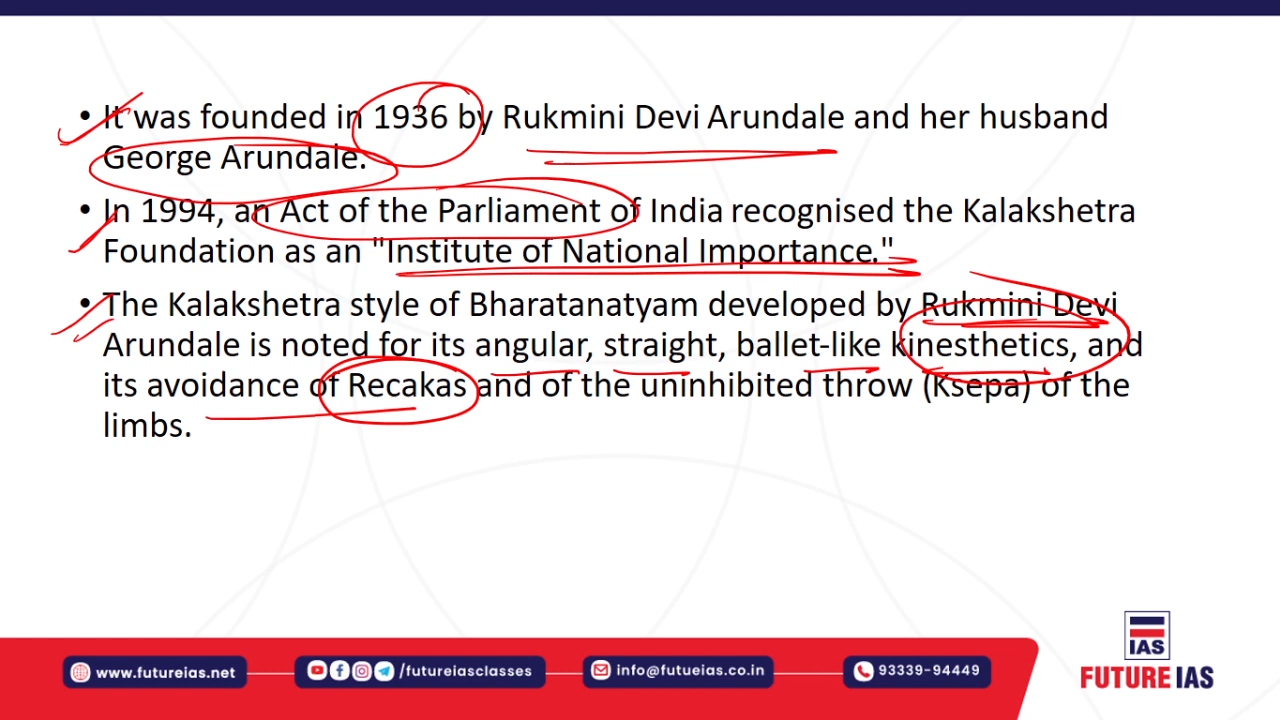 • It was founded in 1936 by Rukmini Devi Arundale and her husband
George Arundale.
• In 1994, an Act of the Parliament of India recognised the Kalakshetra
Foundation as an "Institute of National Importance."
• The Kalakshetra style of Bharatanatyam developed by Rukmini Devi
Arundale is noted for its angular, straight, ballet-like kinesthetics, and
its avoidance of Recakas and of the uninhibited throw (Ksepa) of the
limbs.
IAS
FUTURE IAS
www.futureias.net
/futureiasclasses
info@futueias.co.in
93339-94449